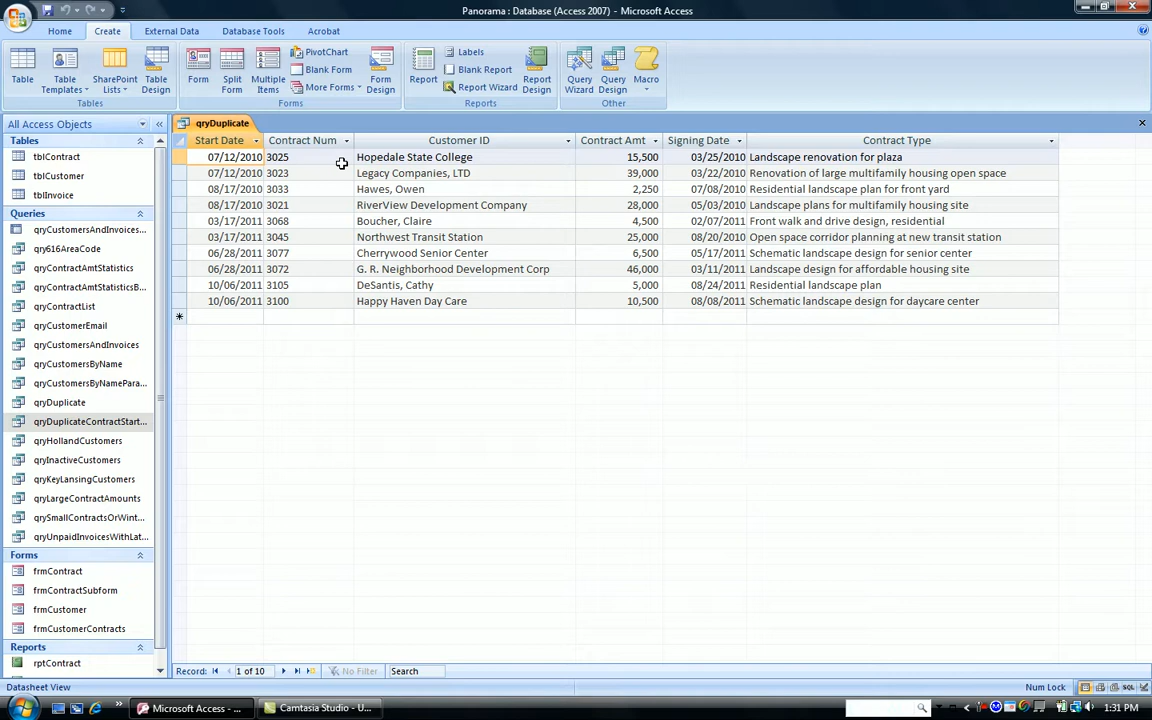 Panorama : Database (Access 2007) - Microsoft Access
Home Create External Data Database Tools Acrobat
Table
Table Templates
SharePoint Lists
Table Design
Tables
Form
Split Form
Multiple Items
PivotChart
Blank Form
More Forms
Form Design
Forms
Report
Labels
Blank Report
Report Wizard
Report Design
Reports
Query Wizard
Query Design
Macro
Other
All Access Objects
Tables
tblContract
tblCustomer
tblInvoice
Queries
qryCustomersAndInvoices...
qry616AreaCode
qryContractAmtStatistics
qryContractAmtStatisticsB...
qryContractList
qryCustomerEmail
qryCustomersAndInvoices
qryCustomersByName
qryCustomersByNamePara...
qryDuplicate
qryDuplicateContractStart...
qryHollandCustomers
qryInactiveCustomers
qryKeyLansingCustomers
qryLargeContractAmounts
qrySmallContractsOrWint...
qryUnpaidInvoicesWithLat...
Forms
frmContract
frmContractSubform
frmCustomer
frmCustomerContracts
Reports
rptContract
qryDuplicate
Start Date Contract Num Customer ID Contract Amt Signing Date Contract Type
07/12/2010 3025 Hopedale State College 15,500 03/25/2010 Landscape renovation for plaza
07/12/2010 3023 Legacy Companies, LTD 39,000 03/22/2010 Renovation of large multifamily housing open space
08/17/2010 3033 Hawes, Owen 2,250 07/08/2010 Residential landscape plan for front yard
08/17/2010 3021 RiverView Development Company 28,000 05/03/2010 Landscape plans for multifamily housing site
03/17/2011 3068 Boucher, Claire 4,500 02/07/2011 Front walk and drive design, residential
03/17/2011 3045 Northwest Transit Station 25,000 08/20/2010 Open space corridor planning at new transit station
06/28/2011 3077 Cherrywood Senior Center 6,500 05/17/2011 Schematic landscape design for senior center
06/28/2011 3072 G. R. Neighborhood Development Corp 46,000 03/11/2011 Landscape design for affordable housing site
10/06/2011 3105 DeSantis, Cathy 5,000 08/24/2011 Residential landscape plan
10/06/2011 3100 Happy Haven Day Care 10,500 08/08/2011 Schematic landscape design for daycare center
Record: 1 of 10 No Filter Search
Datasheet View Num Lock SQL
Microsoft Access - ... Camtasia Studio - U... 1:31 PM